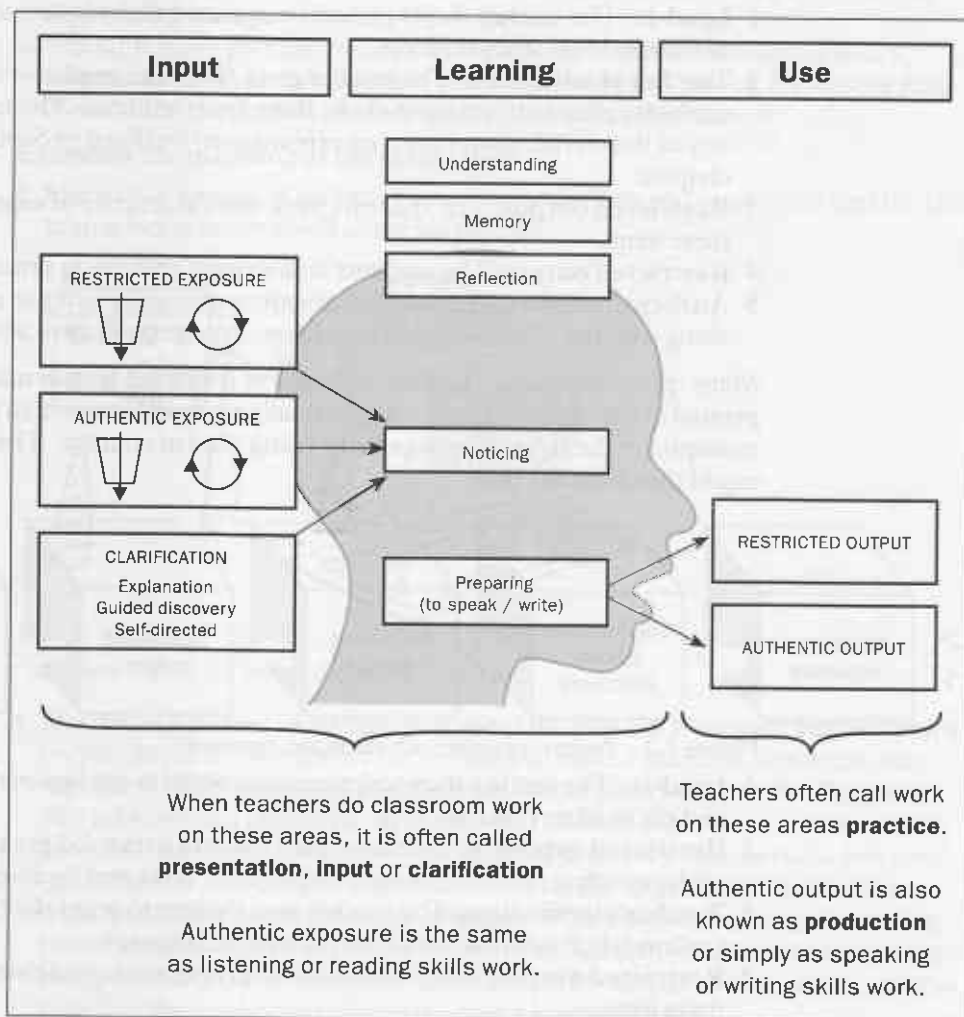 Input
Learning
Use
Understanding
Memory
Reflection
RESTRICTED EXPOSURE
AUTHENTIC EXPOSURE
Noticing
CLARIFICATION
Explanation
Guided discovery
Self-directed
Preparing
(to speak / write)
RESTRICTED OUTPUT
AUTHENTIC OUTPUT
When teachers do classroom work
on these areas, it is often called
presentation, input or clarification
Authentic exposure is the same
as listening or reading skills work.
Teachers often call work
on these areas practice.
Authentic output is also
known as production
or simply as speaking
or writing skills work.